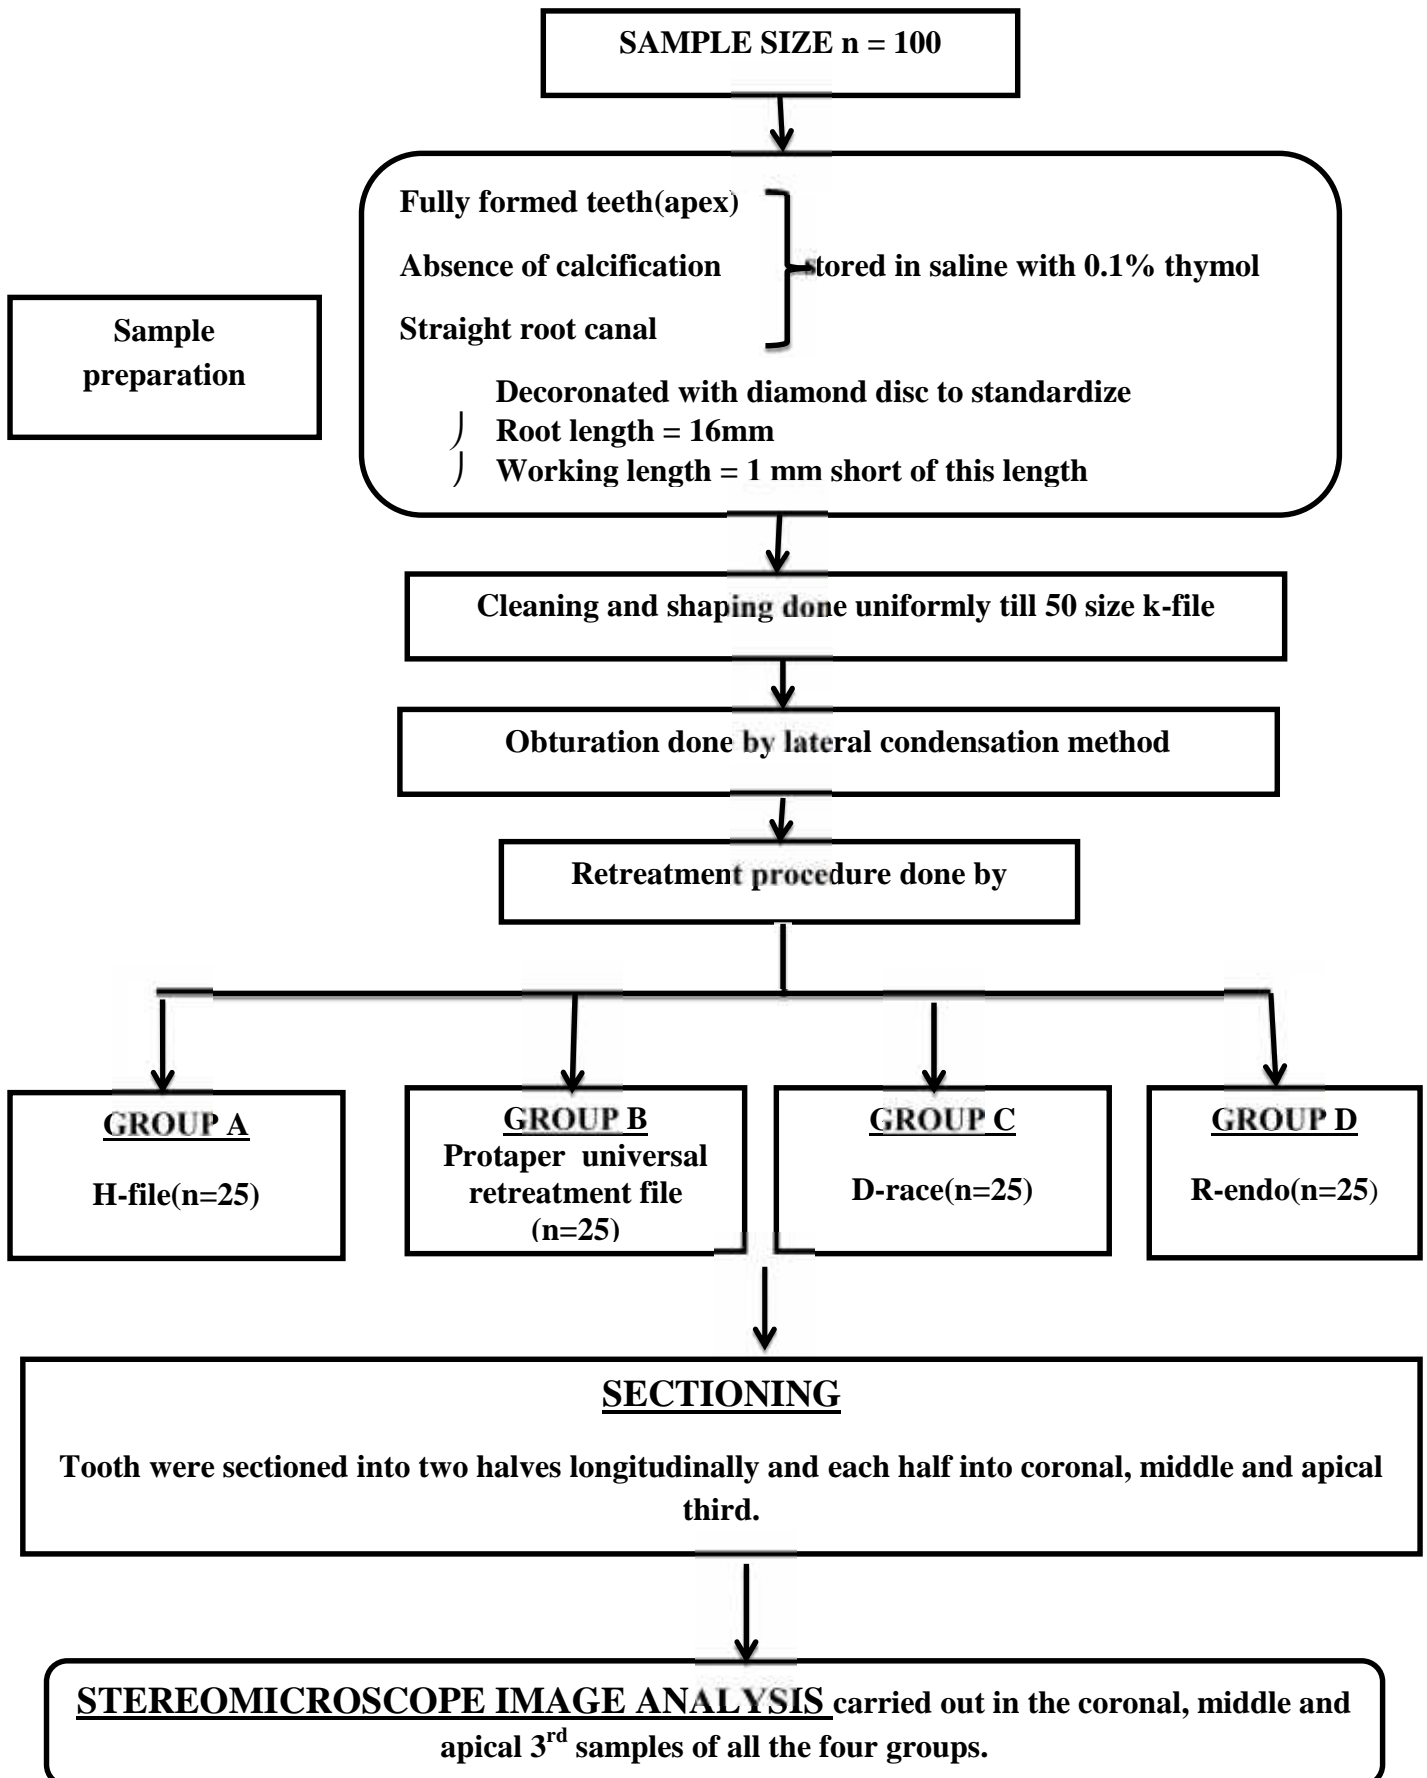 SAMPLE SIZE n = 100
Fully formed teeth(apex)
Absence of calcification
stored in saline with 0.1% thymol
Straight root canal
Sample
preparation
Decoronated with diamond disc to standardize
Root length = 16mm
Working length = 1 mm short of this length
Cleaning and shaping done uniformly till 50 size k-file
Obturation done by lateral condensation method
Retreatment procedure done by
GROUP A
H-file(n=25)
GROUP B
Protaper universal
retreatment file
(n=25)
GROUP C
D-race(n=25)
GROUP D
R-endo(n=25)
SECTIONING
Tooth were sectioned into two halves longitudinally and each half into coronal, middle and apical
third.
STEREOMICROSCOPE IMAGE ANALYSIS carried out in the coronal, middle and
apical 3rd samples of all the four groups.